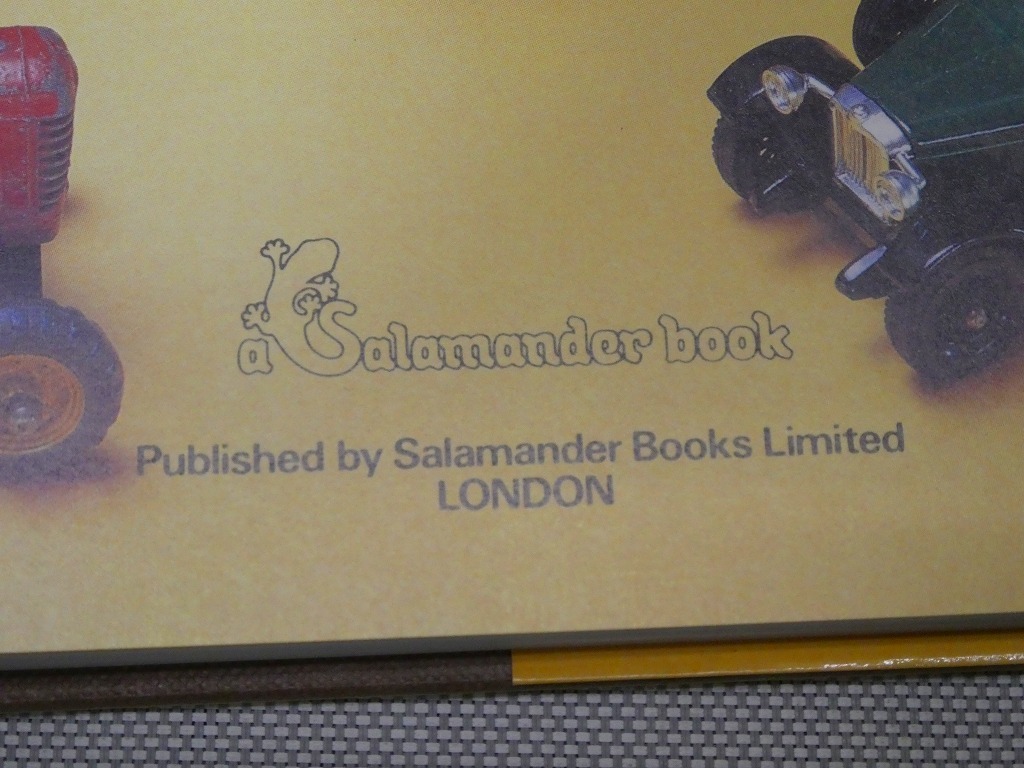 a Salamander book
Published by Salamander Books Limited
LONDON